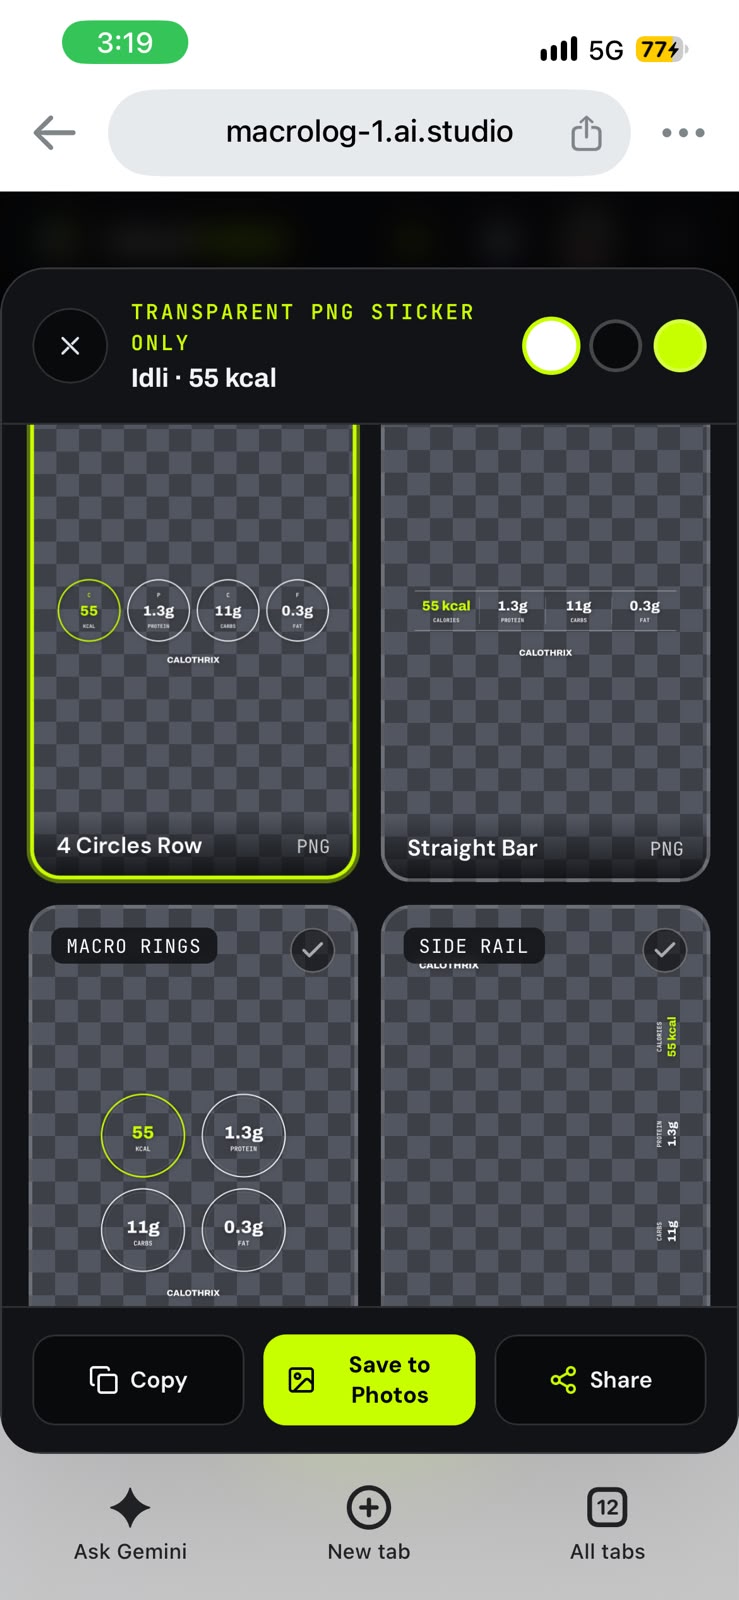 3:19
5G
77
macrolog-1.ai.studio
TRANSPARENT PNG STICKER
ONLY
Idli · 55 kcal
C P C F
55 1.3g 11g 0.3g
KCAL PROTEIN CARBS FAT
CALOTHRIX
4 Circles Row PNG
55 kcal 1.3g 11g 0.3g
CALORIES PROTEIN CARBS FAT
CALOTHRIX
Straight Bar PNG
MACRO RINGS
55 1.3g
KCAL PROTEIN
11g 0.3g
CARBS FAT
CALOTHRIX
SIDE RAIL
CALOTHRIX
CALORIES
55 kcal
PROTEIN
1.3g
CARBS
11g
Copy
Save to
Photos
Share
Ask Gemini
New tab
12
All tabs